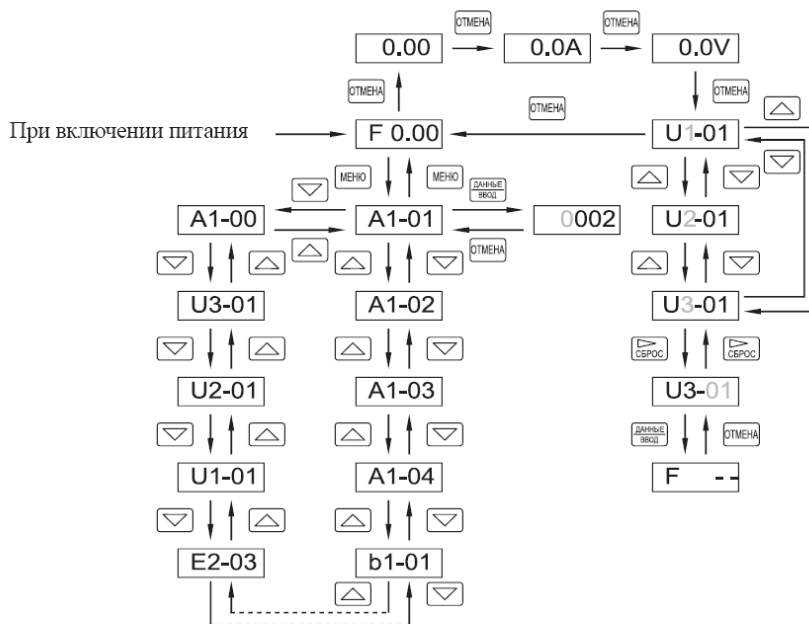 ОТМЕНА ОТМЕНА
0.00 0.0A 0.0V
ОТМЕНА ОТМЕНА ОТМЕНА
При включении питания F 0.00 U1-01
МЕНЮ МЕНЮ ДАННЫЕ ВВОД
A1-00 A1-01 0002 U2-01
ОТМЕНА
U3-01 A1-02 U3-01
СБРОС СБРОС
U2-01 A1-03 U3-01
ДАННЫЕ ВВОД ОТМЕНА
U1-01 A1-04 F --
E2-03 b1-01